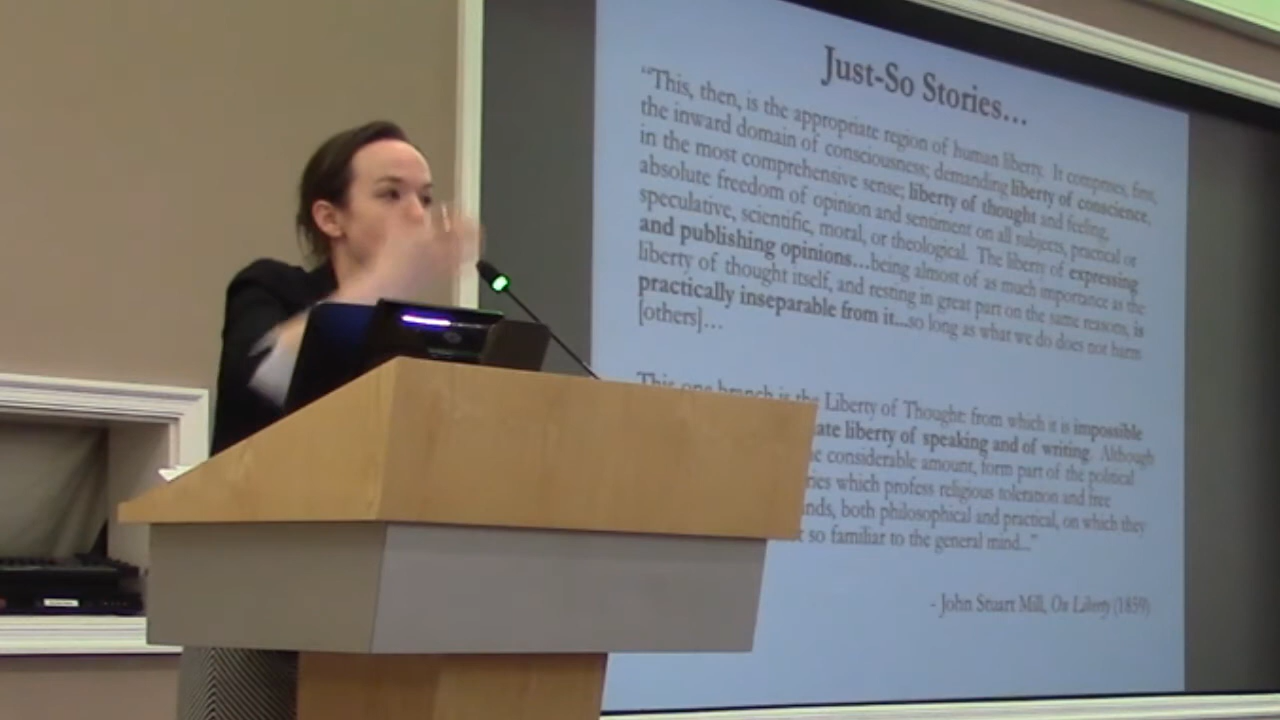 Just-So Stories...
“This, then, is the appropriate region of human liberty. It comprises, first,
the inward domain of consciousness; demanding liberty of conscience,
in the most comprehensive sense; liberty of thought and feeling,
absolute freedom of opinion and sentiment on all subjects, practical or
speculative, scientific, moral, or theological. The liberty of expressing
and publishing opinions...being almost of as much importance as the
liberty of thought itself, and resting in great part on the same reasons, is
practically inseparable from it...so long as what we do does not harm
[others]...
This one branch is the Liberty of Thought: from which it is impossible
ate liberty of speaking and of writing. Although
considerable amount, form part of the political
which profess religious toleration and free
both philosophical and practical, on which they
so familiar to the general mind...”
- John Stuart Mill, On Liberty (1859)